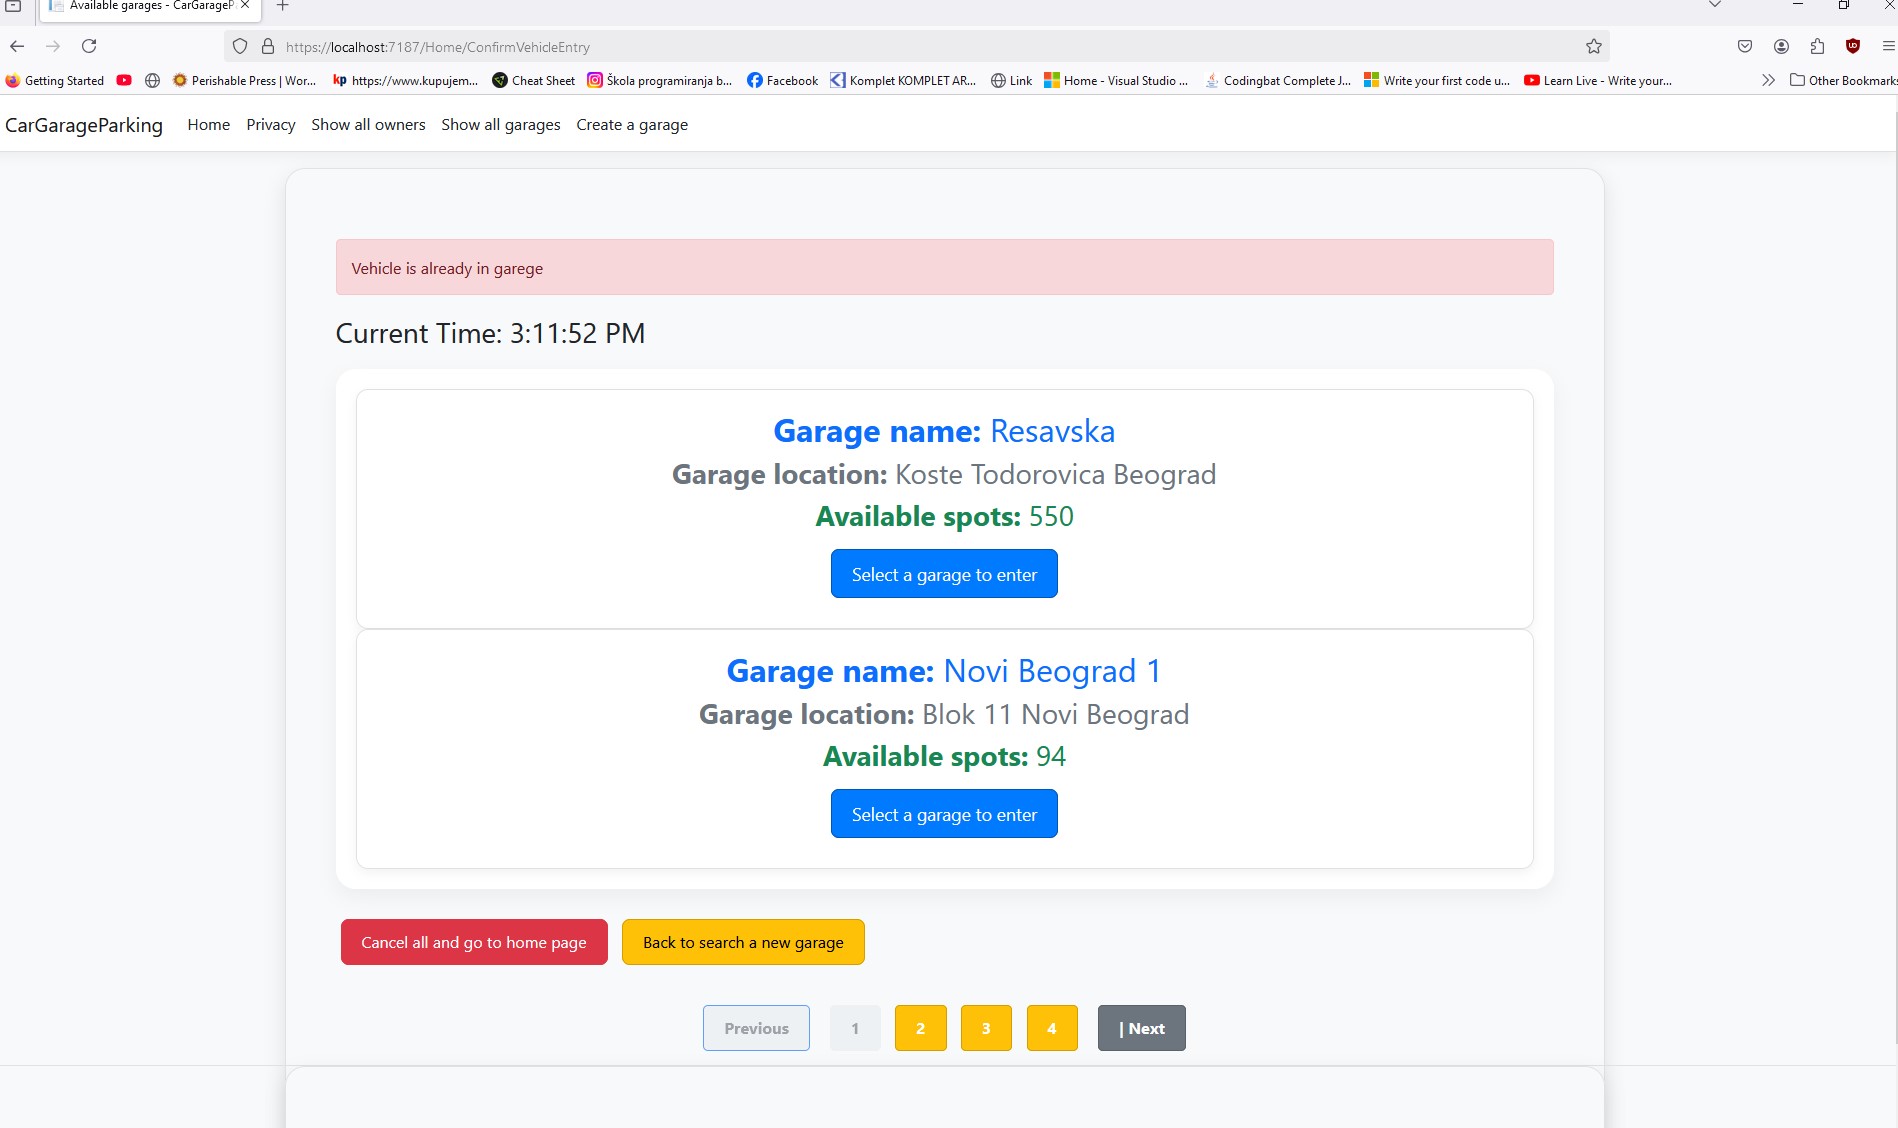 Available garages - CarGarageP
https://localhost:7187/Home/ConfirmVehicleEntry
Getting Started
Perishable Press | Wor...
kp https://www.kupujem...
Cheat Sheet
Škola programiranja b...
Facebook
Komplet KOMPLET AR...
Link
Home - Visual Studio ...
Codingbat Complete J...
Write your first code u...
Learn Live - Write your...
Other Bookmarks
CarGarageParking
Home
Privacy
Show all owners
Show all garages
Create a garage
Vehicle is already in garege
Current Time: 3:11:52 PM
Garage name: Resavska
Garage location: Koste Todorovica Beograd
Available spots: 550
Select a garage to enter
Garage name: Novi Beograd 1
Garage location: Blok 11 Novi Beograd
Available spots: 94
Select a garage to enter
Cancel all and go to home page
Back to search a new garage
Previous
1
2
3
4
| Next